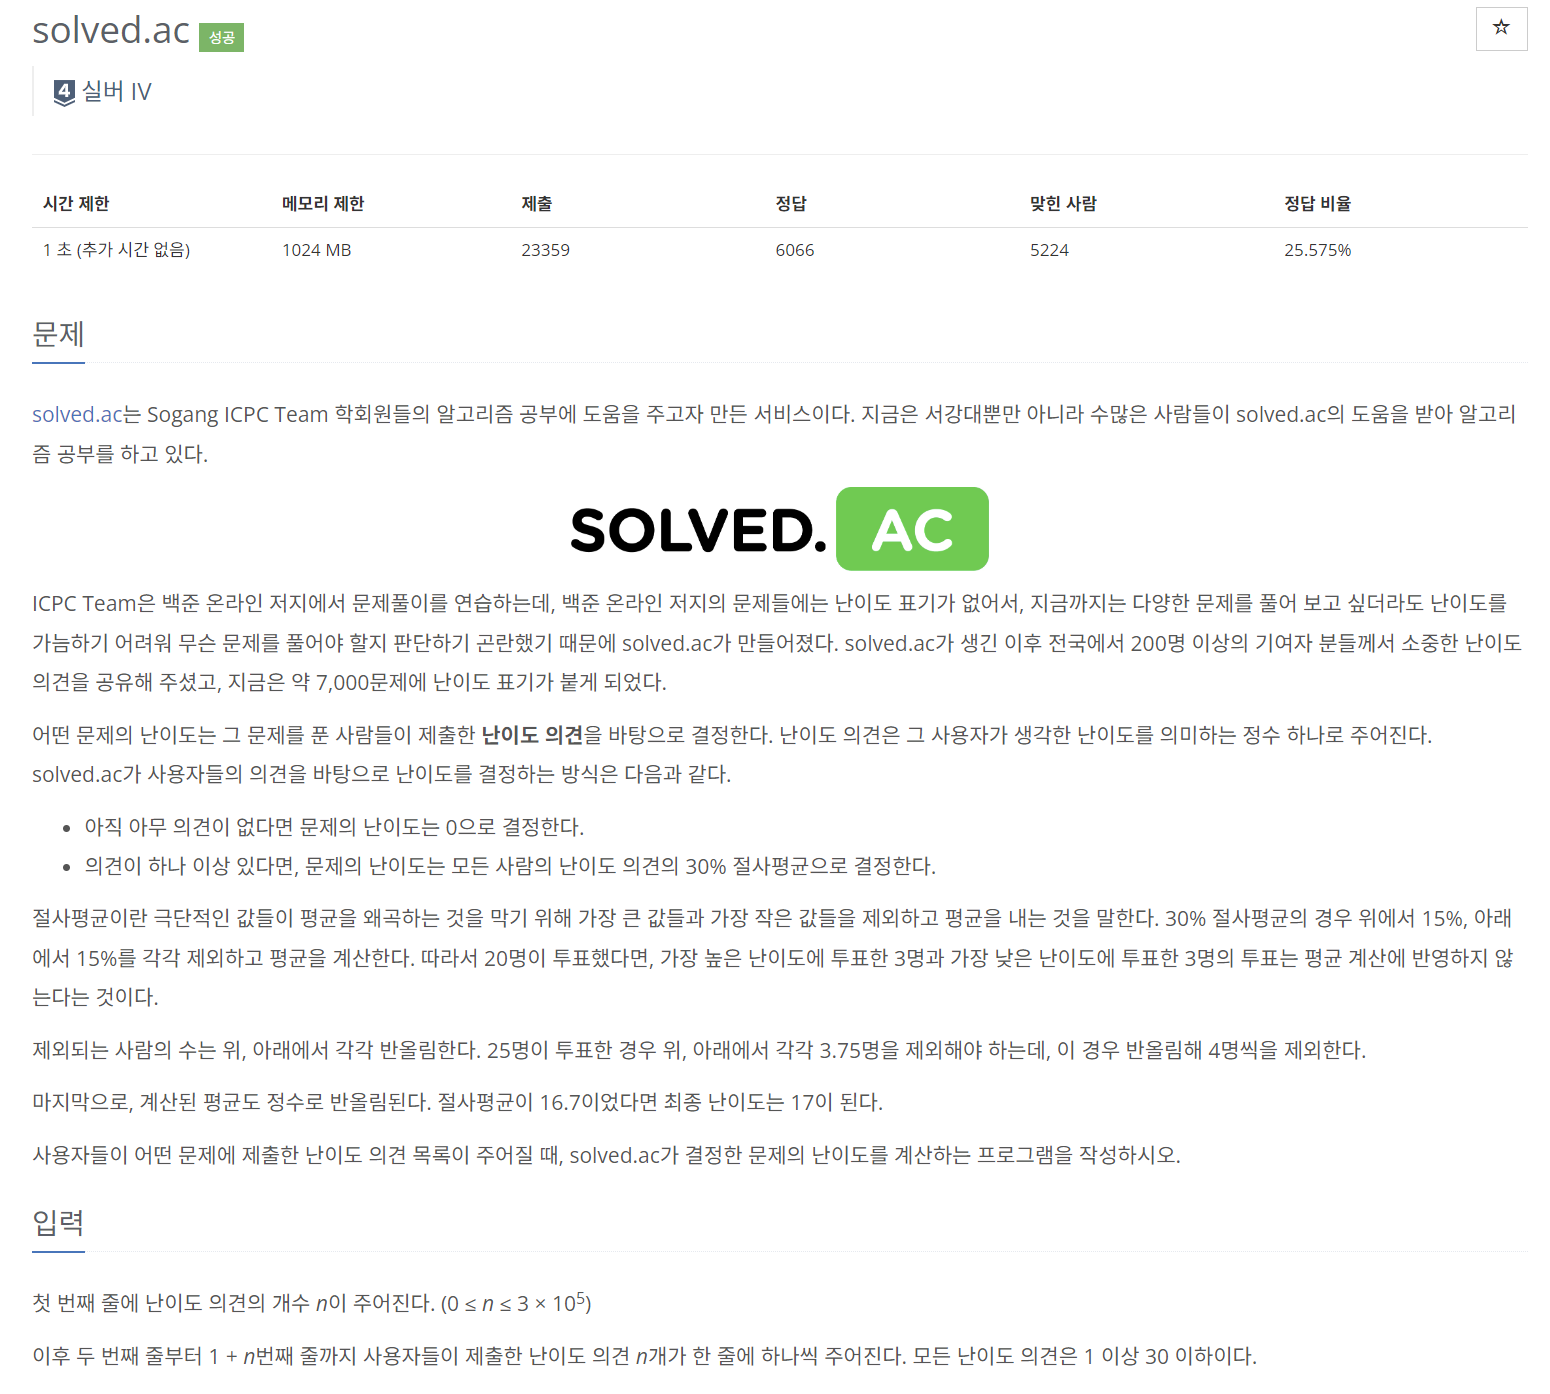 solved.ac 성공
4 실버 IV
시간 제한 메모리 제한 제출 정답 맞힌 사람 정답 비율
1 초 (추가 시간 없음) 1024 MB 23359 6066 5224 25.575%
문제
solved.ac는 Sogang ICPC Team 학회원들의 알고리즘 공부에 도움을 주고자 만든 서비스이다. 지금은 서강대뿐만 아니라 수많은 사람들이 solved.ac의 도움을 받아 알고리
즘 공부를 하고 있다.
SOLVED. AC
ICPC Team은 백준 온라인 저지에서 문제풀이를 연습하는데, 백준 온라인 저지의 문제들에는 난이도 표기가 없어서, 지금까지는 다양한 문제를 풀어 보고 싶더라도 난이도를
가늠하기 어려워 무슨 문제를 풀어야 할지 판단하기 곤란했기 때문에 solved.ac가 만들어졌다. solved.ac가 생긴 이후 전국에서 200명 이상의 기여자 분들께서 소중한 난이도
의견을 공유해 주셨고, 지금은 약 7,000문제에 난이도 표기가 붙게 되었다.
어떤 문제의 난이도는 그 문제를 푼 사람들이 제출한 난이도 의견을 바탕으로 결정한다. 난이도 의견은 그 사용자가 생각한 난이도를 의미하는 정수 하나로 주어진다.
solved.ac가 사용자들의 의견을 바탕으로 난이도를 결정하는 방식은 다음과 같다.
• 아직 아무 의견이 없다면 문제의 난이도는 0으로 결정한다.
• 의견이 하나 이상 있다면, 문제의 난이도는 모든 사람의 난이도 의견의 30% 절사평균으로 결정한다.
절사평균이란 극단적인 값들이 평균을 왜곡하는 것을 막기 위해 가장 큰 값들과 가장 작은 값들을 제외하고 평균을 내는 것을 말한다. 30% 절사평균의 경우 위에서 15%, 아래
에서 15%를 각각 제외하고 평균을 계산한다. 따라서 20명이 투표했다면, 가장 높은 난이도에 투표한 3명과 가장 낮은 난이도에 투표한 3명의 투표는 평균 계산에 반영하지 않
는다는 것이다.
제외되는 사람의 수는 위, 아래에서 각각 반올림한다. 25명이 투표한 경우 위, 아래에서 각각 3.75명을 제외해야 하는데, 이 경우 반올림해 4명씩을 제외한다.
마지막으로, 계산된 평균도 정수로 반올림된다. 절사평균이 16.7이었다면 최종 난이도는 17이 된다.
사용자들이 어떤 문제에 제출한 난이도 의견 목록이 주어질 때, solved.ac가 결정한 문제의 난이도를 계산하는 프로그램을 작성하시오.
입력
첫 번째 줄에 난이도 의견의 개수 n이 주어진다. (0 ≤ n ≤ 3 × 10⁵)
이후 두 번째 줄부터 1 + n번째 줄까지 사용자들이 제출한 난이도 의견 n개가 한 줄에 하나씩 주어진다. 모든 난이도 의견은 1 이상 30 이하이다.